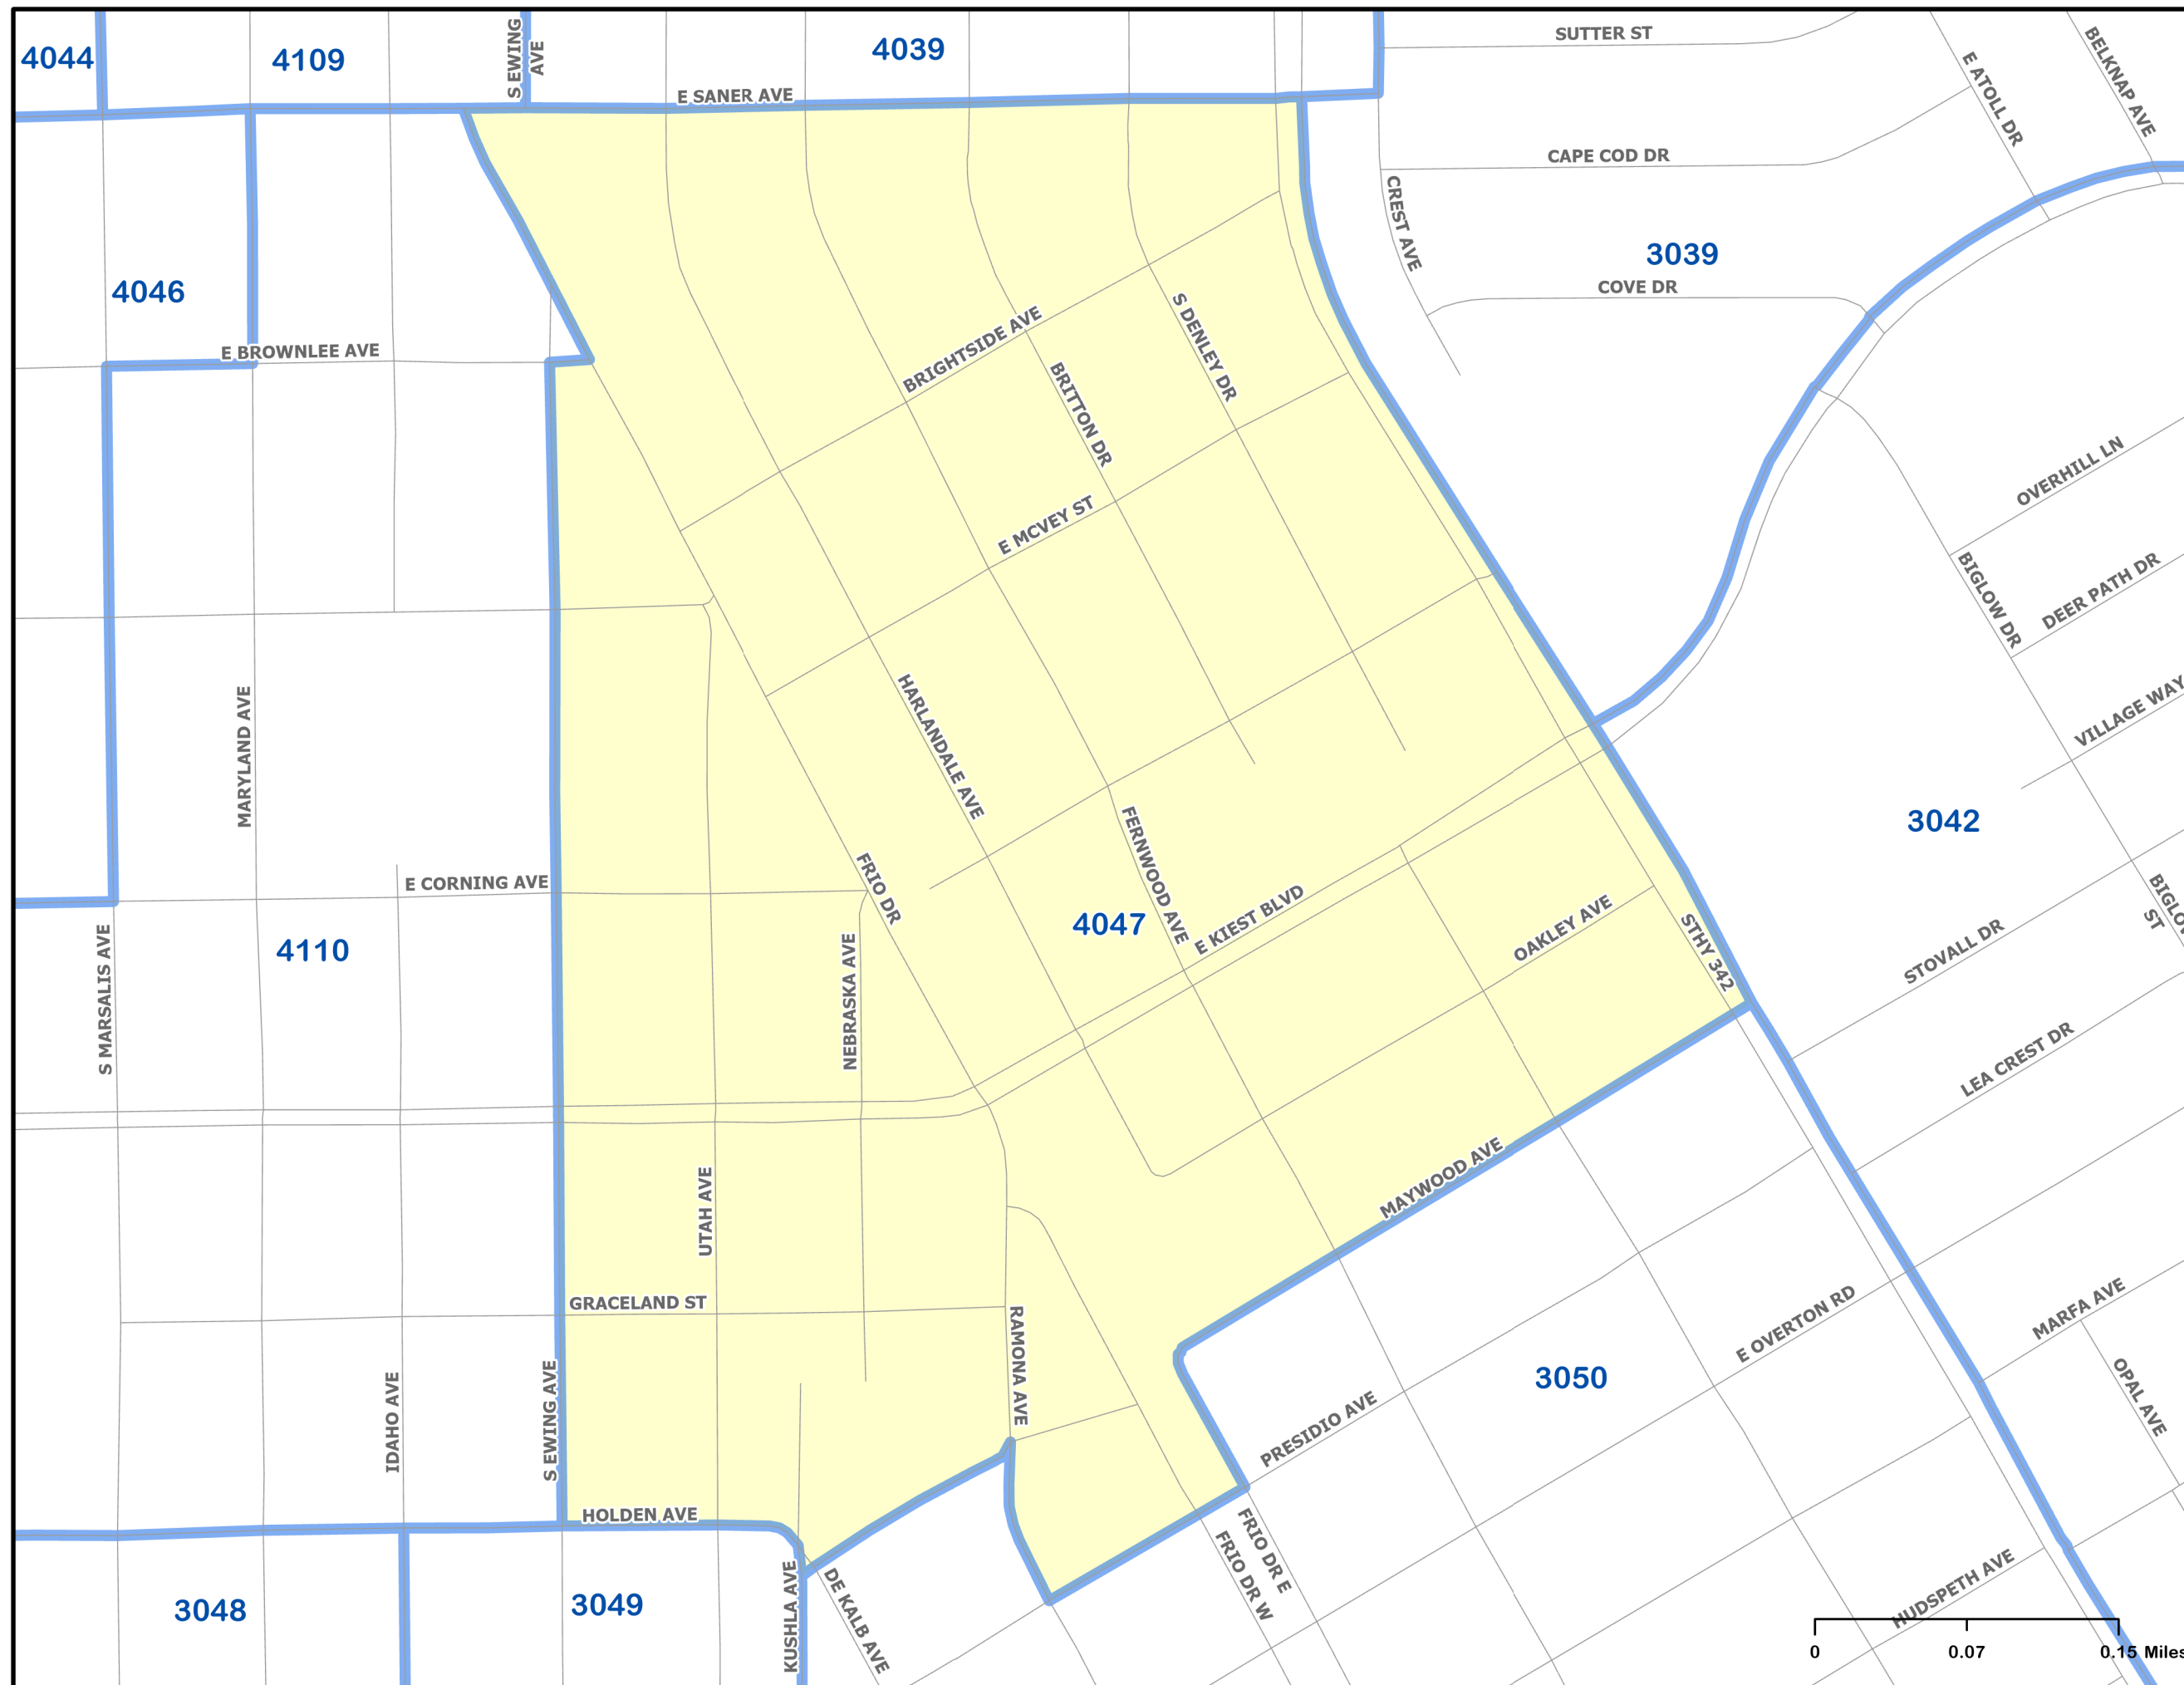 S EWING
AVE
4044
4109
4039
SUTTER ST
E ATOLL DR
BELKNAP AVE
E SANER AVE
CAPE COD DR
CREST AVE
3039
4046
COVE DR
S DENLEY DR
BRIGHTSIDE AVE
E BROWNLEE AVE
BRITTON DR
OVERHILL LN
E MCVEY ST
BIGLOW DR
DEER PATH DR
HARLANDALE AVE
VILLAGE WAY
MARYLAND AVE
FERNWOOD AVE
3042
FRIO DR
E CORNING AVE
4047
E KIEST BLVD
OAKLEY AVE
STHY 342
STOVALL DR
ST
4110
S MARSALIS AVE
NEBRASKA AVE
LEA CREST DR
MAYWOOD AVE
UTAH AVE
GRACELAND ST
RAMONA AVE
E OVERTON RD
MARFA AVE
3050
OPAL AVE
IDAHO AVE
S EWING AVE
PRESIDIO AVE
HOLDEN AVE
FRIO DR E
FRIO DR W
KUSHLA AVE
DE KALB AVE
HUDSPETH AVE
3048
3049
0
0.07
0.15 Miles